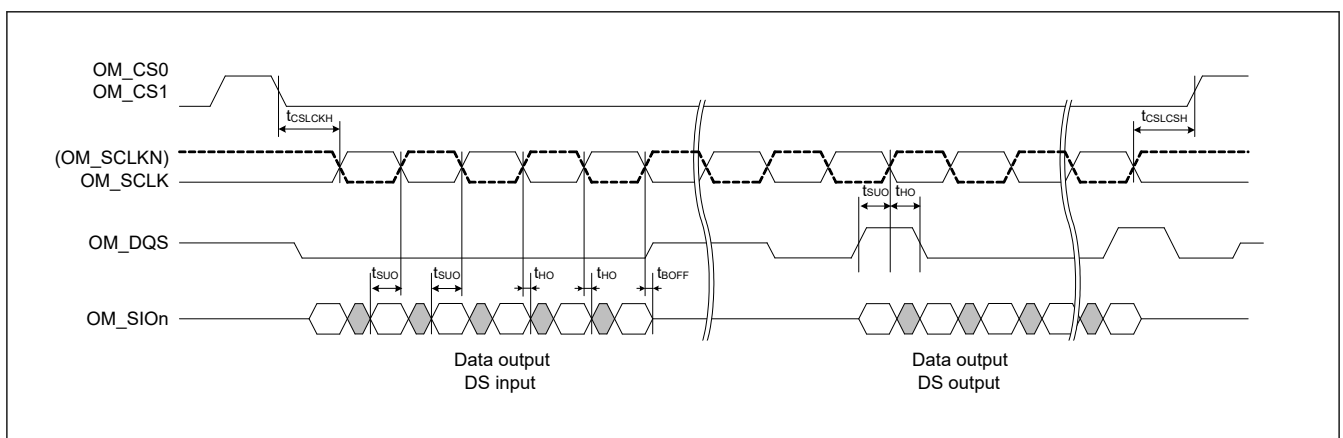 OM_CS0
OM_CS1
tCSLCKH
tCSLCSH
(OM_SCLKN)
OM_SCLK
tSUO
tHO
OM_DQS
tSUO
tSUO
tHO
tHO
tBOFF
OM_SIOn
Data output
DS input
Data output
DS output